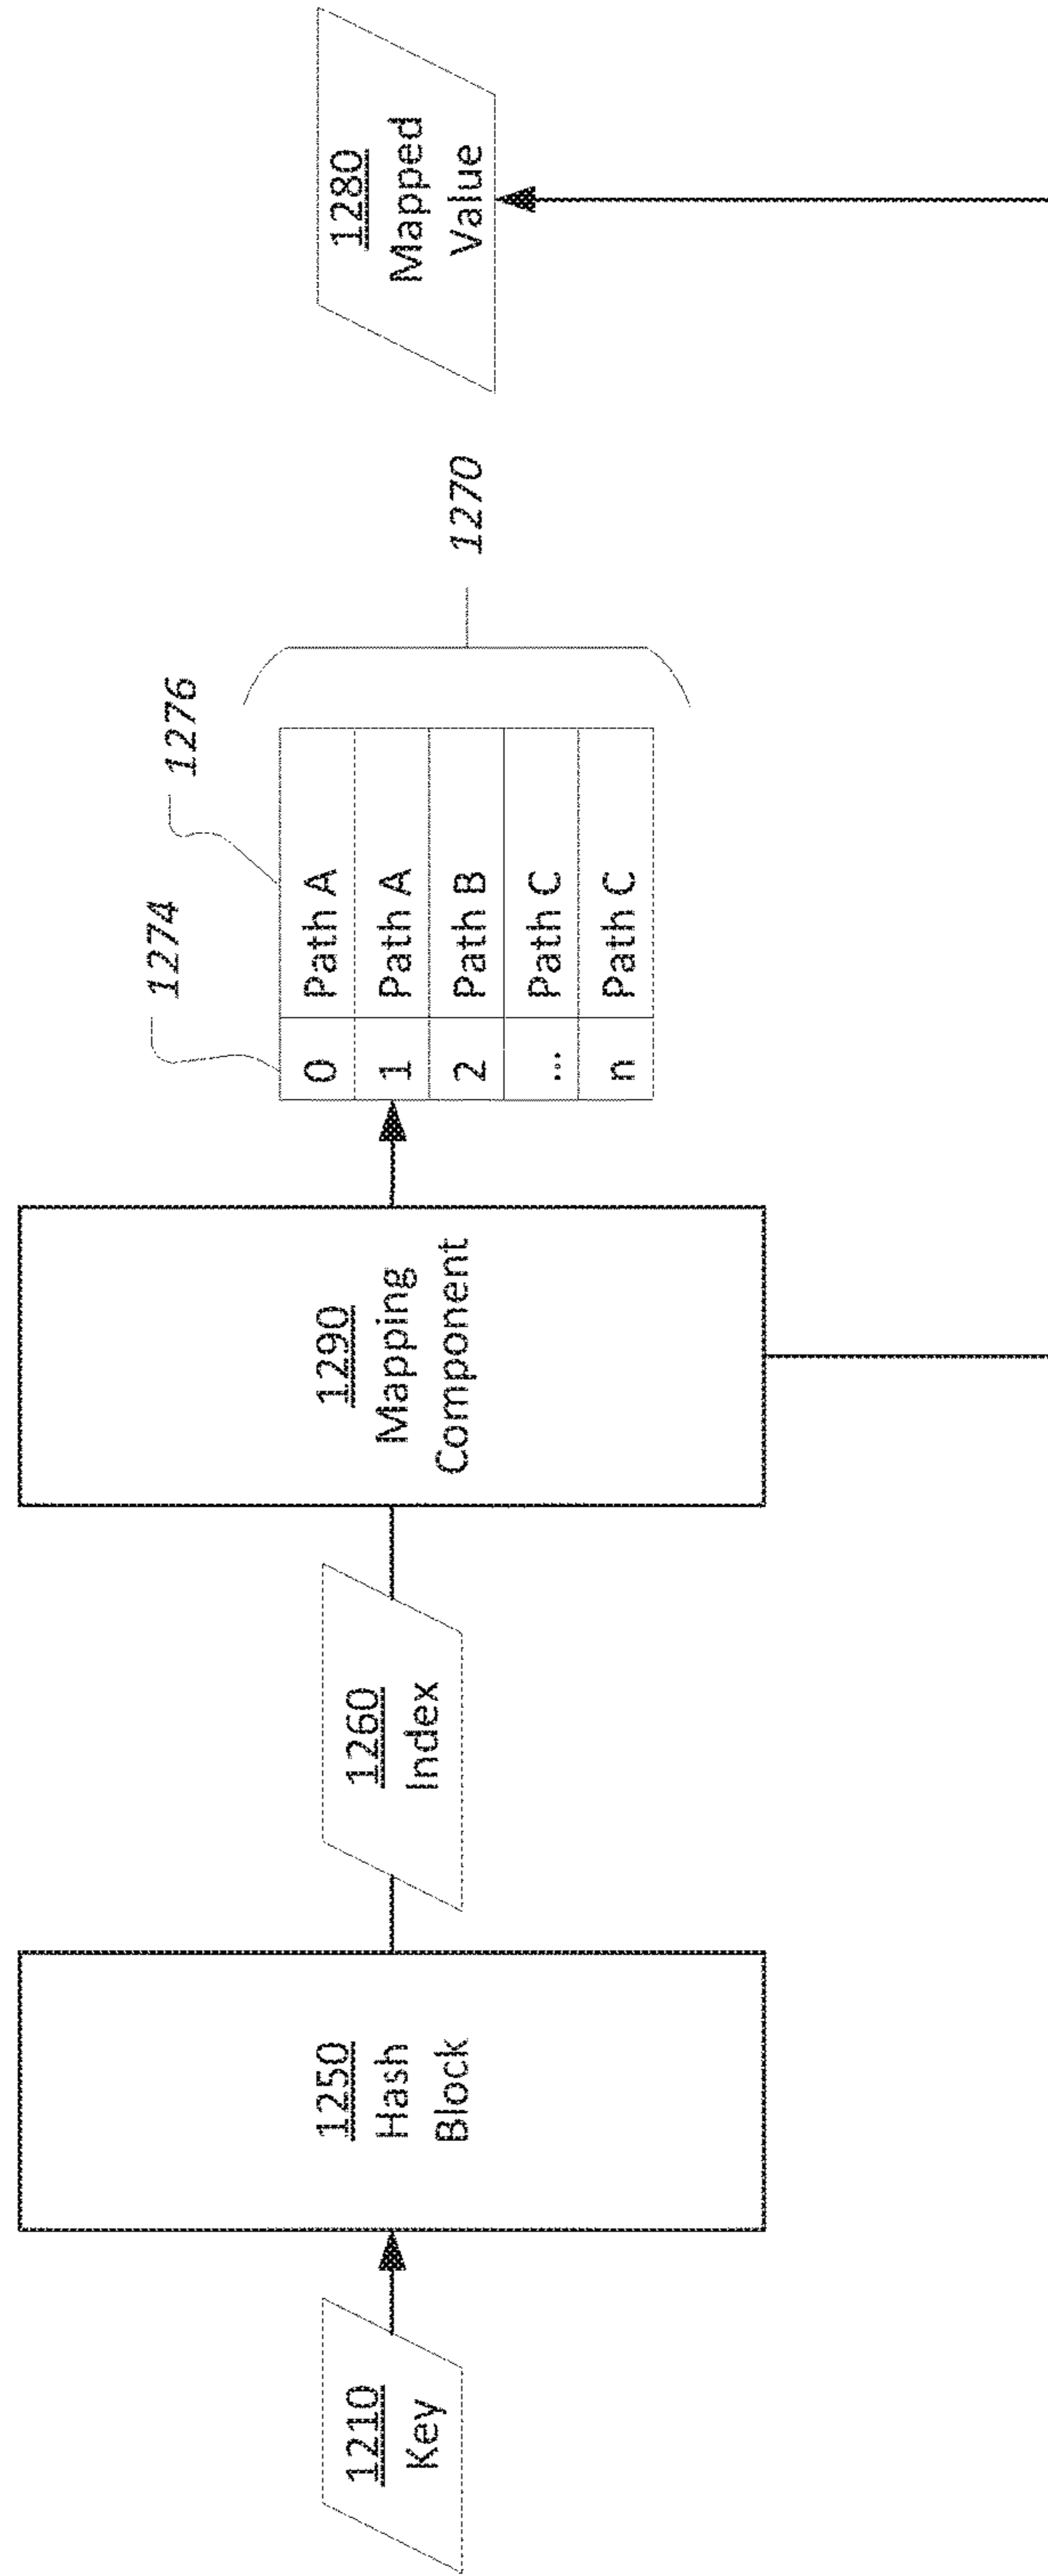 1210
Key
1250
Hash
Block
1260
Index
1290
Mapping
Component
1274
1276
0 Path A
1 Path A
2 Path B
... Path C
n Path C
1270
1280
Mapped
Value